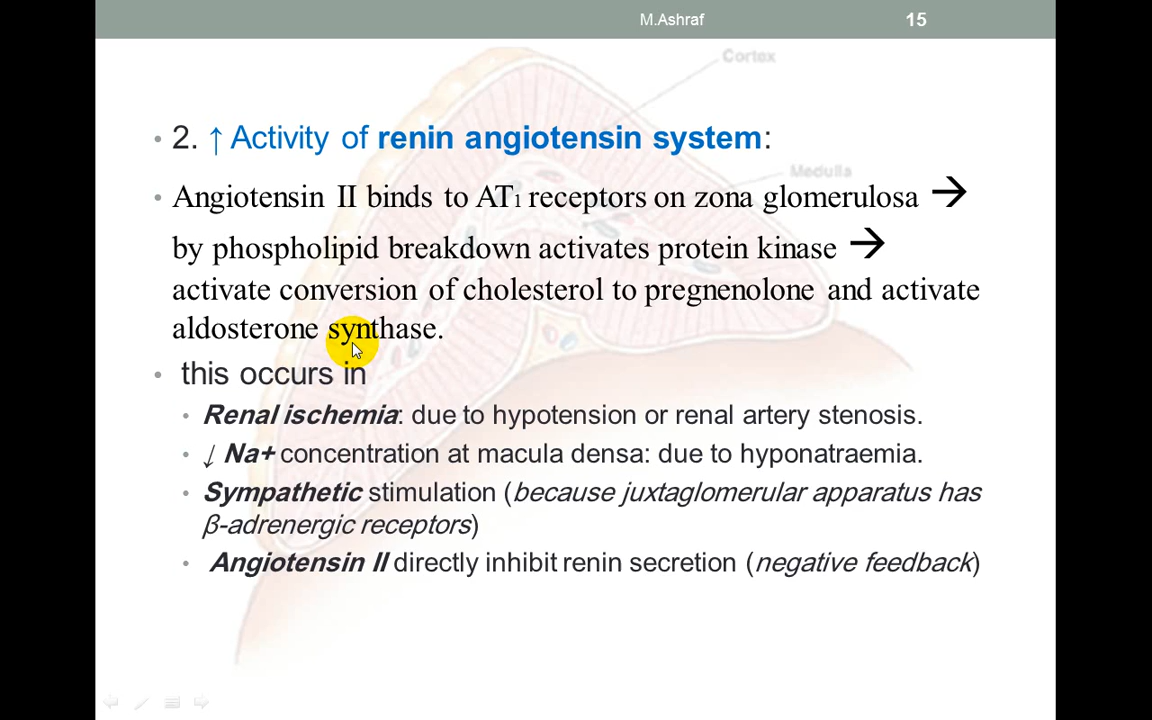 M.Ashraf 15
Cortex
• 2. ↑ Activity of renin angiotensin system:
Medulla
• Angiotensin II binds to AT1 receptors on zona glomerulosa →
by phospholipid breakdown activates protein kinase →
activate conversion of cholesterol to pregnenolone and activate
aldosterone synthase.
• this occurs in
• Renal ischemia: due to hypotension or renal artery stenosis.
• ↓ Na+ concentration at macula densa: due to hyponatraemia.
• Sympathetic stimulation (because juxtaglomerular apparatus has
β-adrenergic receptors)
• Angiotensin II directly inhibit renin secretion (negative feedback)